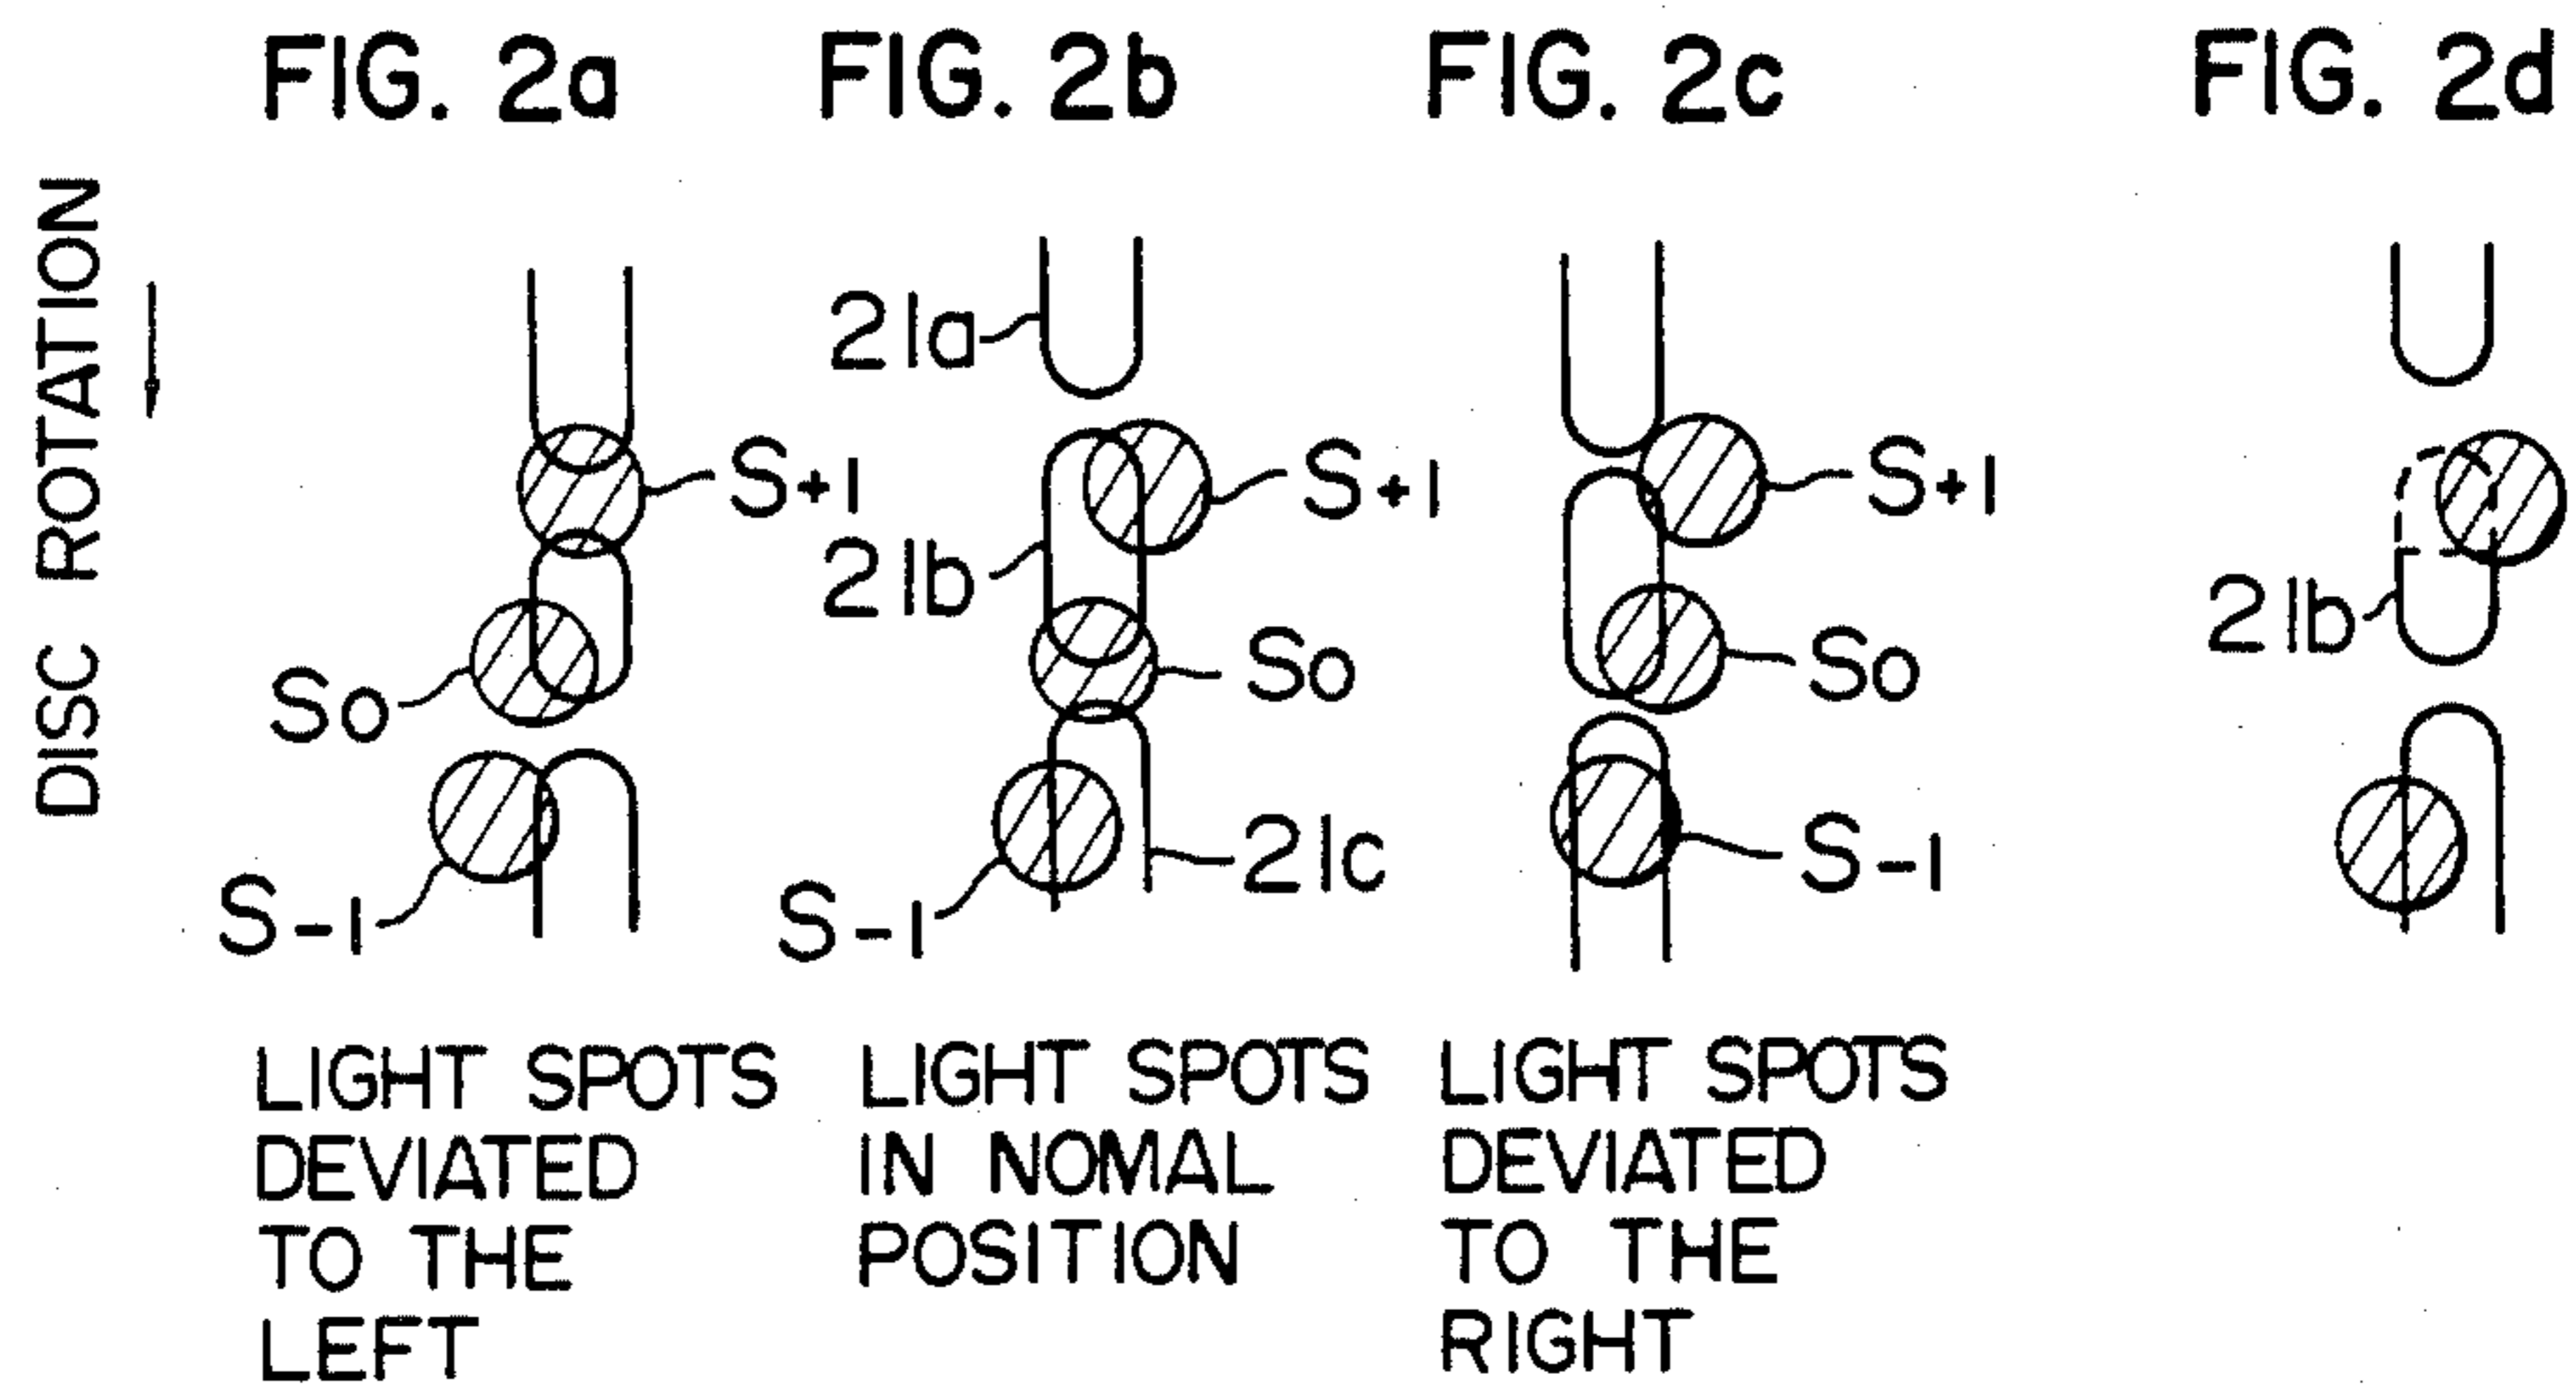 FIG. 2a
FIG. 2b
FIG. 2c
FIG. 2d
DISC ROTATION
S+1
So
S-1
21a
21b
S+1
So
S-1
21c
S+1
So
S-1
21b
LIGHT SPOTS
DEVIATED
TO THE
LEFT
LIGHT SPOTS
IN NOMAL
POSITION
LIGHT SPOTS
DEVIATED
TO THE
RIGHT